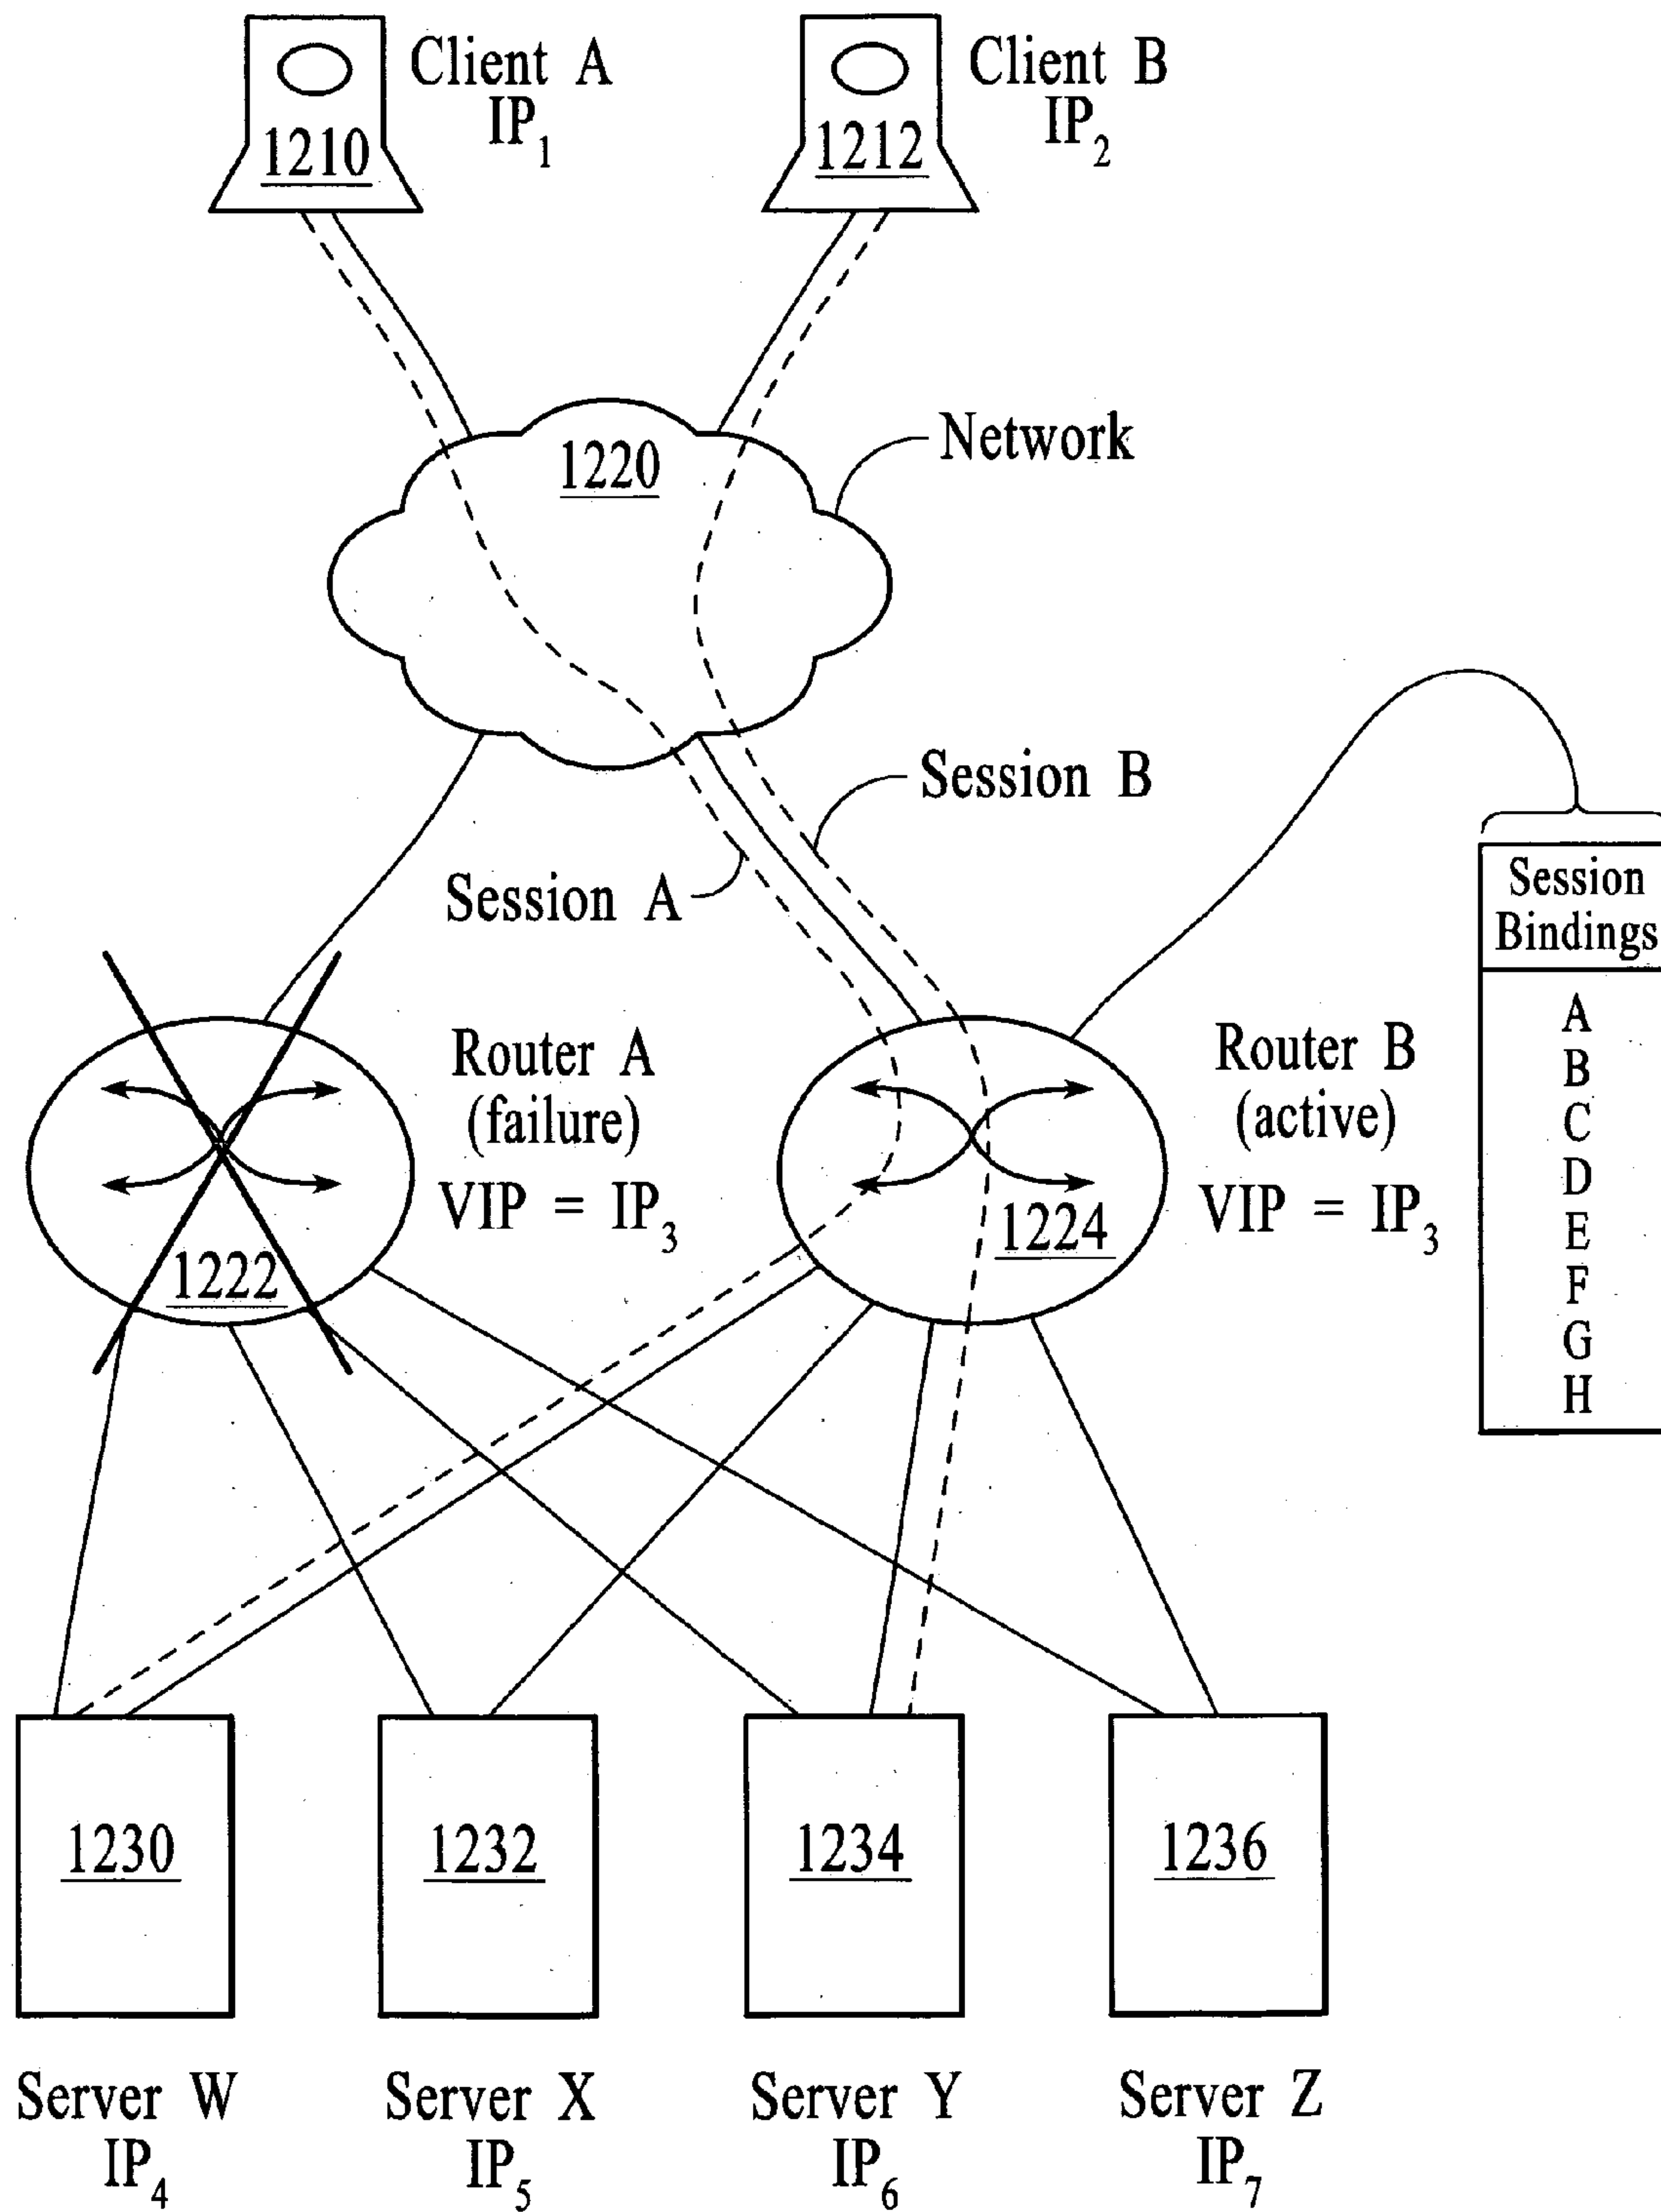 Client A
IP₁
1210
Client B
IP₂
1212
Network
1220
Session B
Session A
Session
Bindings
A
B
C
D
E
F
G
H
Router A
(failure)
VIP = IP₃
1222
Router B
(active)
VIP = IP₃
1224
1230
1232
1234
1236
Server W
IP₄
Server X
IP₅
Server Y
IP₆
Server Z
IP₇